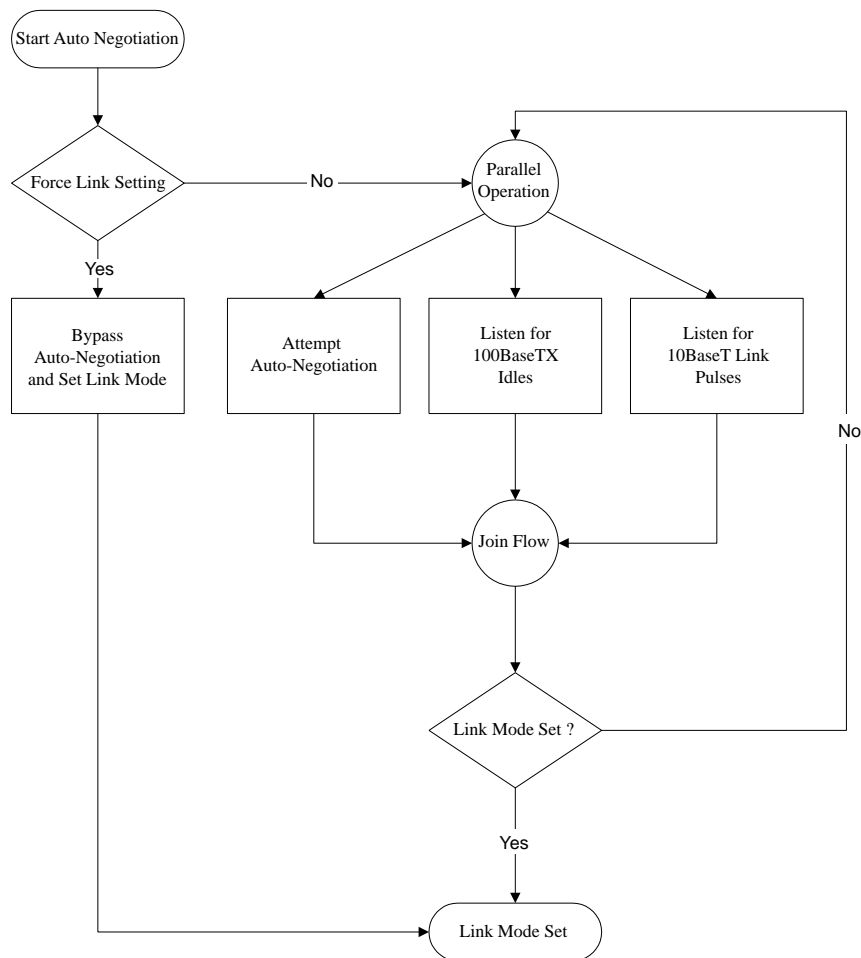 Start Auto Negotiation
Force Link Setting
No
Parallel
Operation
Yes
Bypass
Auto-Negotiation
and Set Link Mode
Attempt
Auto-Negotiation
Listen for
100BaseTX
Idles
Listen for
10BaseT Link
Pulses
No
Join Flow
Link Mode Set ?
Yes
Link Mode Set